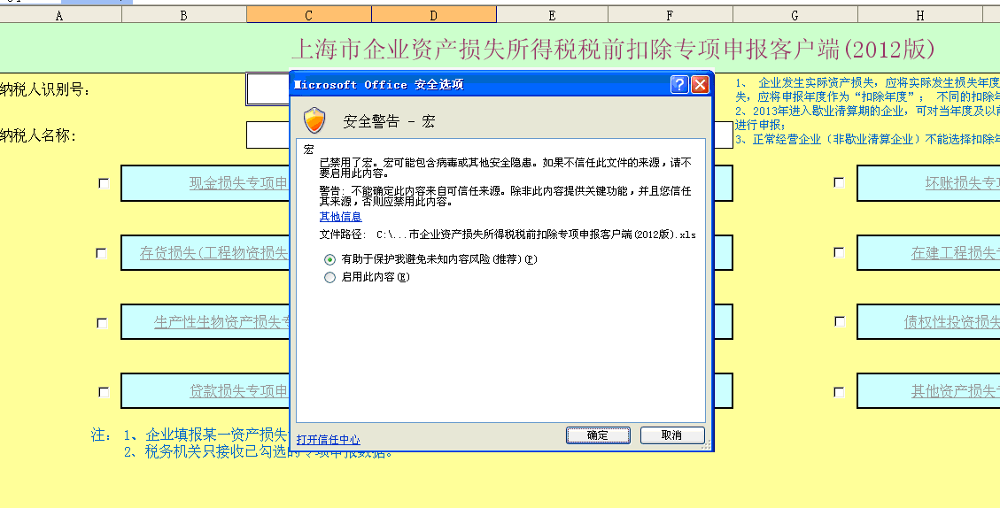 A B C D E F G H
上海市企业资产损失所得税税前扣除专项申报客户端(2012版)
纳税人识别号:
1、 企业发生实际资产损失，应将实际发生损失年度
失，应将申报年度作为“扣除年度”； 不同的扣除年
2、2013年进入歇业清算期的企业，可对当年度及以前
进行申报;
3、正常经营企业（非歇业清算企业）不能选择扣除年
纳税人名称:
Microsoft Office 安全选项
安全警告 - 宏
宏
已禁用了宏。宏可能包含病毒或其他安全隐患。如果不信任此文件的来源，请不
要启用此内容。
警告: 不能确定此内容来自可信任来源。除非此内容提供关键功能，并且您信任
其来源，否则应禁用此内容。
其他信息
文件路径: C:\...市企业资产损失所得税税前扣除专项申报客户端(2012版).xls
有助于保护我避免未知内容风险(推荐)(P)
启用此内容(E)
打开信任中心
确定
取消
现金损失专项申
坏账损失专项
存货损失(工程物资损失
在建工程损失
生产性生物资产损失专
债权性投资损失
贷款损失专项申
其他资产损失
注: 1、企业填报某一资产损失
2、税务机关只接收已勾选的专项申报数据。